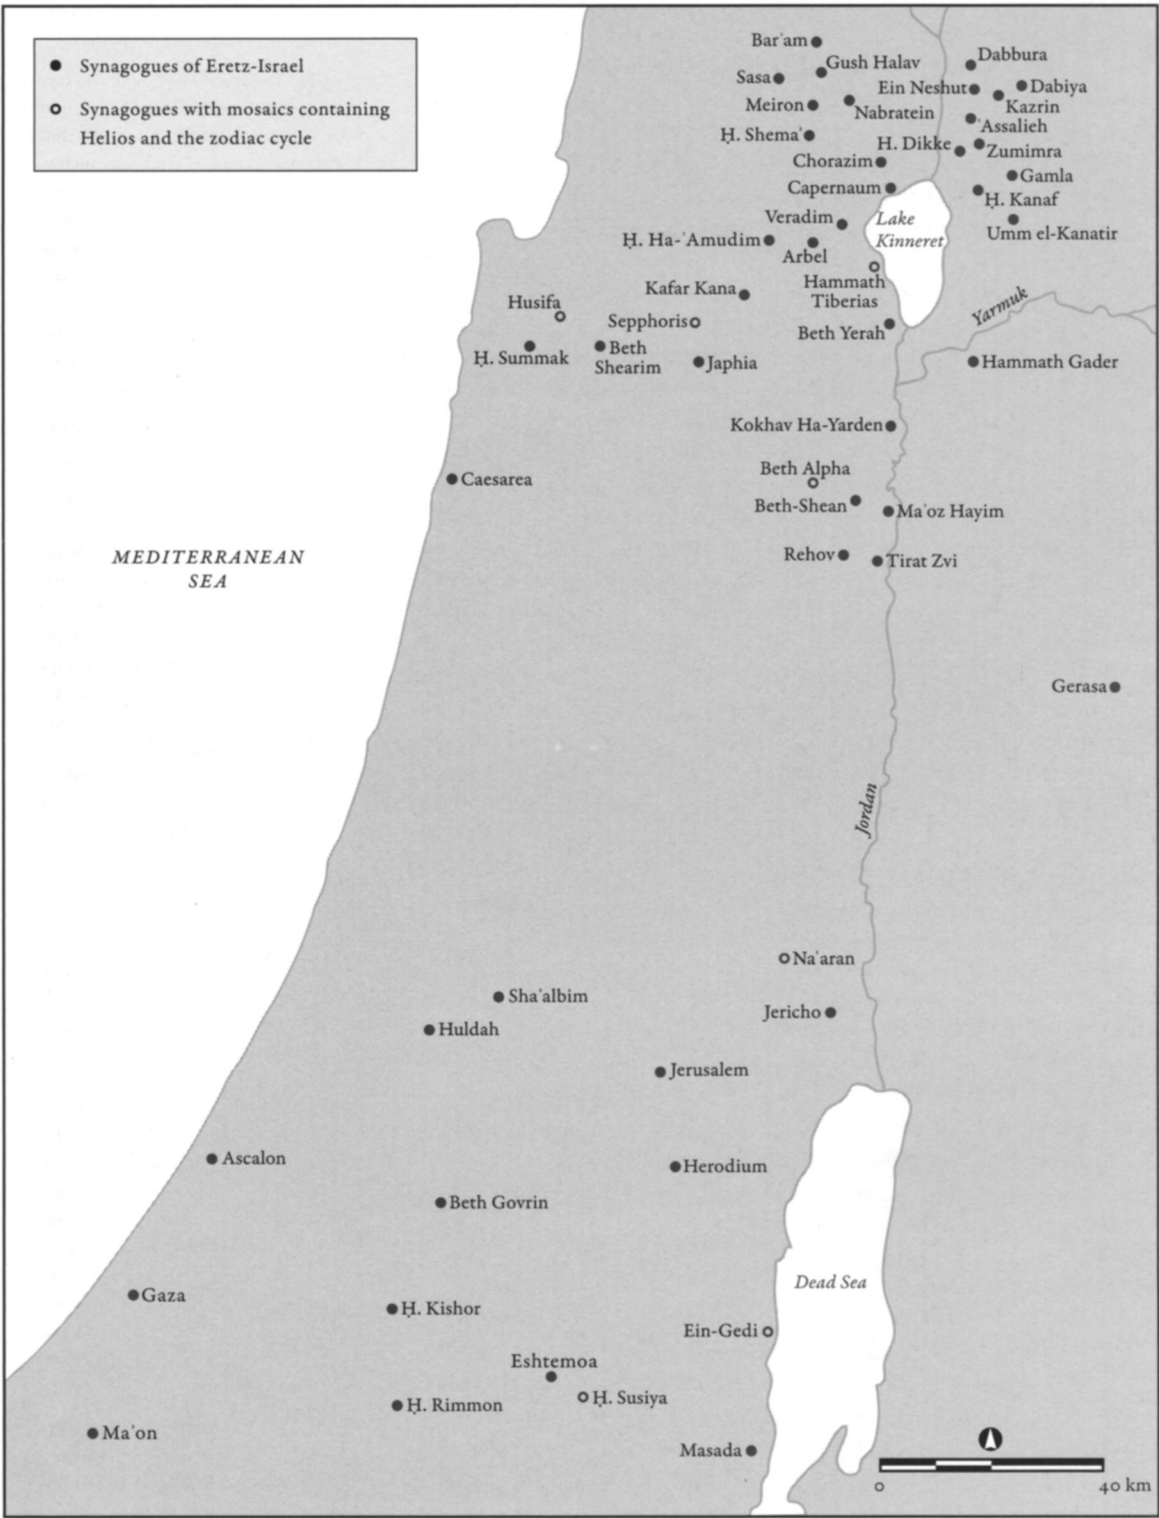 Synagogues of Eretz-Israel
Synagogues with mosaics containing
Helios and the zodiac cycle
Bar'am
Gush Halav
Dabbura
Sasa
Ein Neshut
Dabiya
Meiron
Nabratein
Kazrin
'Assalieh
Ḥ. Shema'
H. Dikke
Zumimra
Chorazim
Gamla
Capernaum
Ḥ. Kanaf
Veradim
Lake
Kinneret
Umm el-Kanatir
Ḥ. Ha-'Amudim
Arbel
Hammath
Tiberias
Kafar Kana
Husifa
Yarmuk
Sepphoris
Beth Yerah
Ḥ. Summak
Beth
Shearim
Japhia
Hammath Gader
Kokhav Ha-Yarden
Beth Alpha
Caesarea
Beth-Shean
Ma'oz Hayim
MEDITERRANEAN
SEA
Rehov
Tirat Zvi
Gerasa
Jordan
Na'aran
Sha'albim
Jericho
Huldah
Jerusalem
Ascalon
Herodium
Beth Govrin
Dead Sea
Gaza
Ḥ. Kishor
Ein-Gedi
Eshtemoa
Ḥ. Susiya
Ḥ. Rimmon
Ma'on
Masada
0
40 km